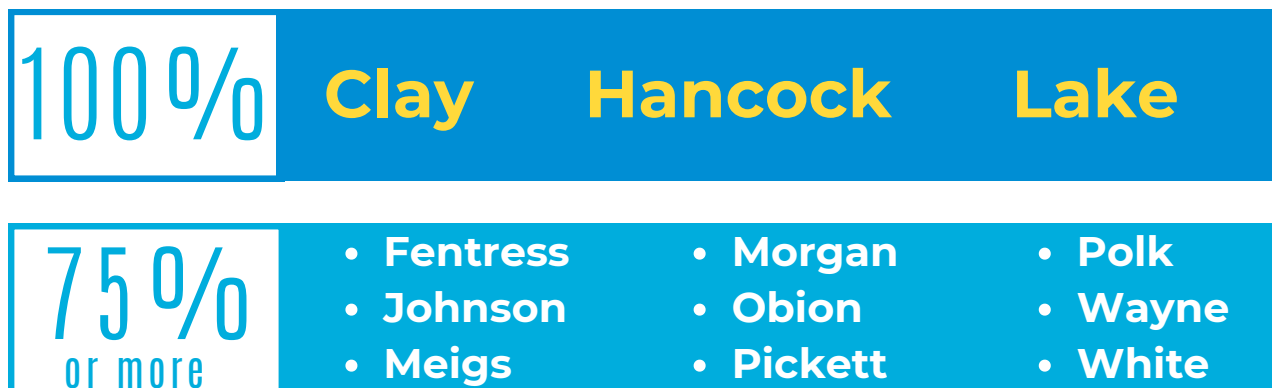 100% Clay Hancock Lake
75% or more
• Fentress
• Johnson
• Meigs
• Morgan
• Obion
• Pickett
• Polk
• Wayne
• White